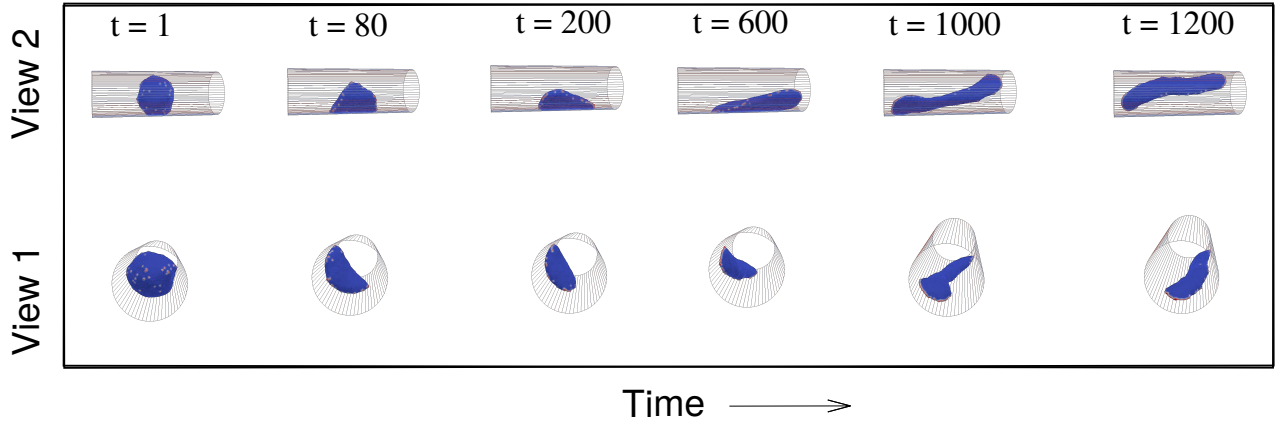 t = 1
t = 80
t = 200
t = 600
t = 1000
t = 1200
View 2
View 1
Time